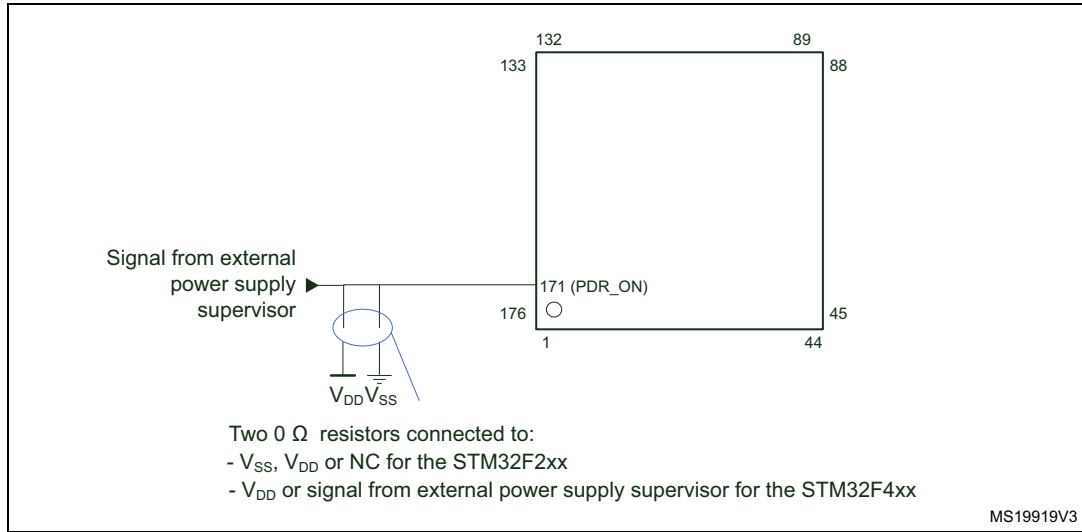 132
89
133
88
Signal from external
power supply
supervisor
171 (PDR_ON)
176
45
1
44
VDD VSS
Two 0 Ω resistors connected to:
- VSS, VDD or NC for the STM32F2xx
- VDD or signal from external power supply supervisor for the STM32F4xx
MS19919V3